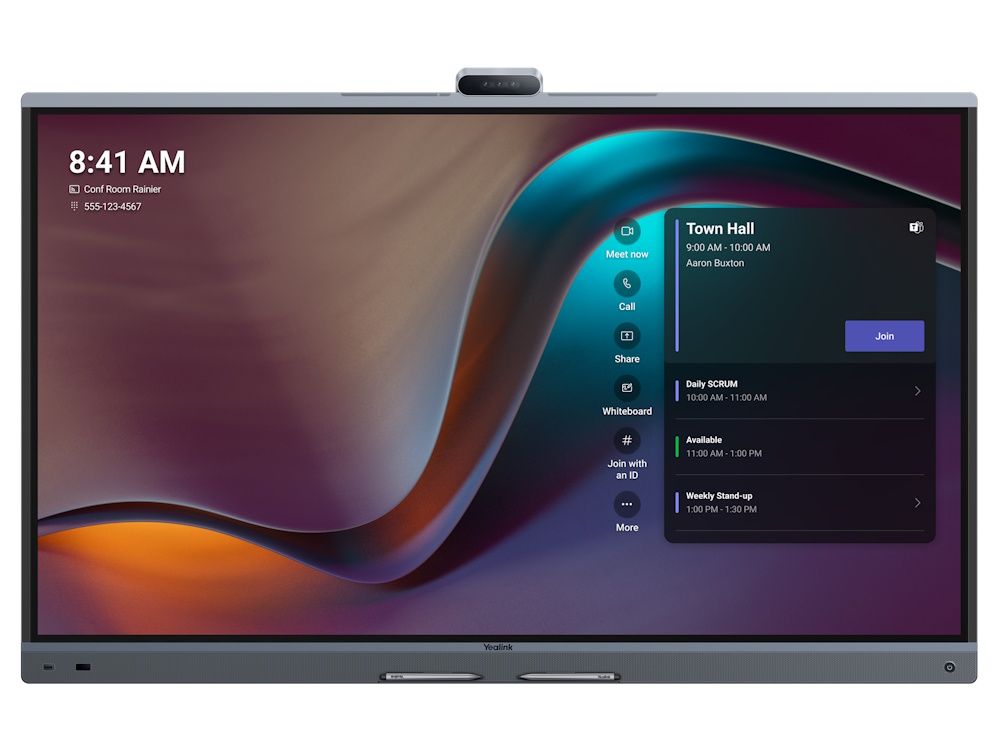 8:41 AM
Conf Room Rainier
555-123-4567
Meet now
Call
Share
Whiteboard
#
Join with
an ID
More
Town Hall
9:00 AM - 10:00 AM
Aaron Buxton
Join
Daily SCRUM
10:00 AM - 11:00 AM
Available
11:00 AM - 1:00 PM
Weekly Stand-up
1:00 PM - 1:30 PM
Yealink